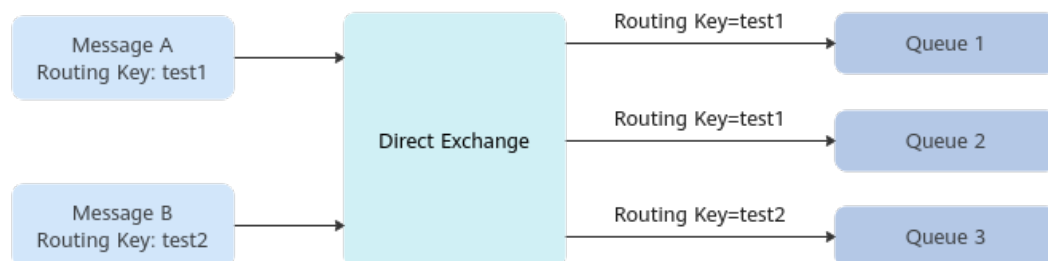 Message A
Routing Key: test1
Message B
Routing Key: test2
Direct Exchange
Routing Key=test1
Routing Key=test1
Routing Key=test2
Queue 1
Queue 2
Queue 3